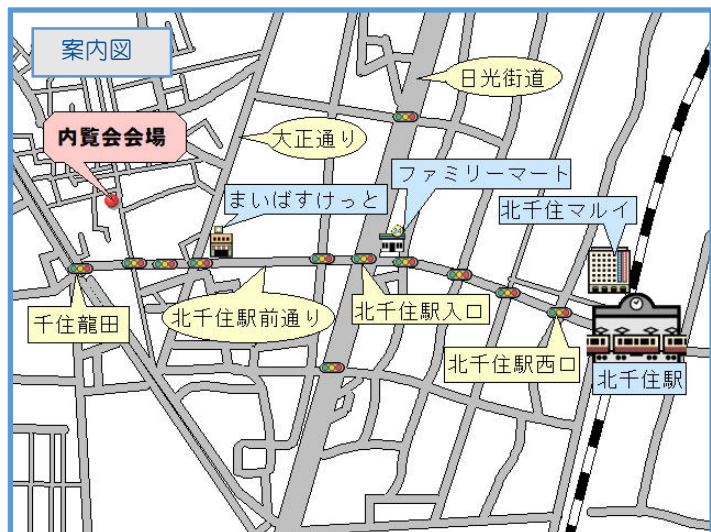 案内図
日光街道
内覧会会場
大正通り
ファミリーマート
まいばすけっと
北千住マルイ
千住龍田
北千住駅前通り
北千住駅入口
北千住駅西口
北千住駅